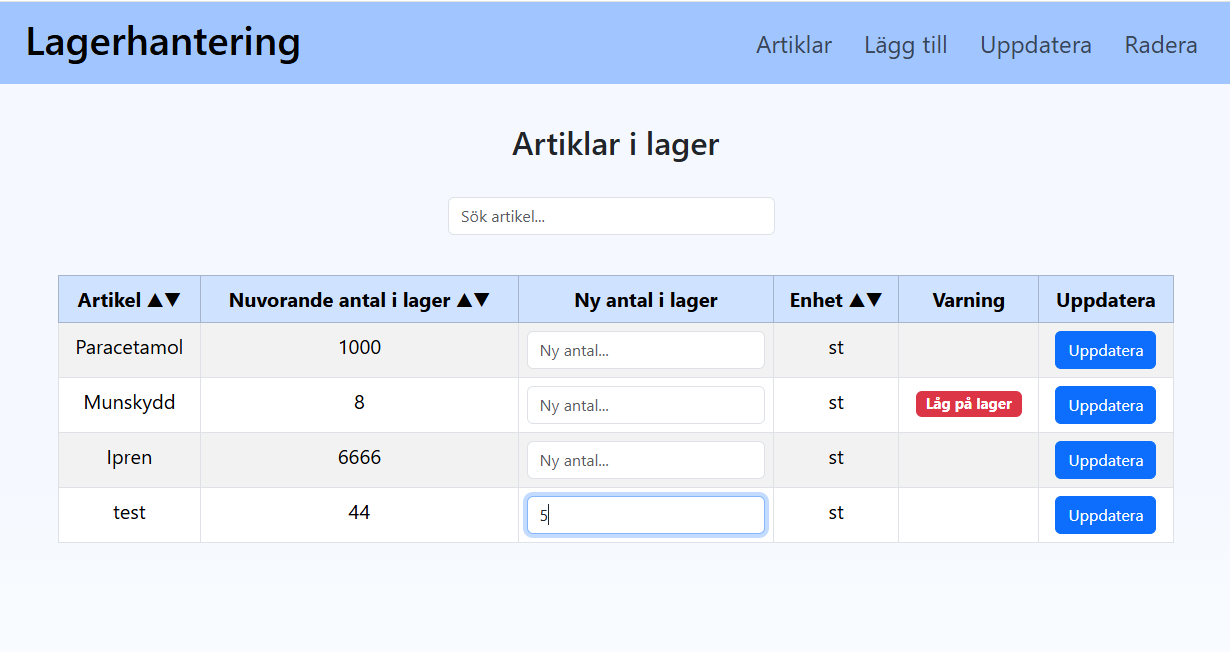 Lagerhantering Artiklar Lägg till Uppdatera Radera
Artiklar i lager
Sök artikel...
Artikel ▲▼ Nuvorande antal i lager ▲▼ Ny antal i lager Enhet ▲▼ Varning Uppdatera
Paracetamol 1000 Ny antal... st Uppdatera
Munskydd 8 Ny antal... st Låg på lager Uppdatera
Ipren 6666 Ny antal... st Uppdatera
test 44 5 st Uppdatera